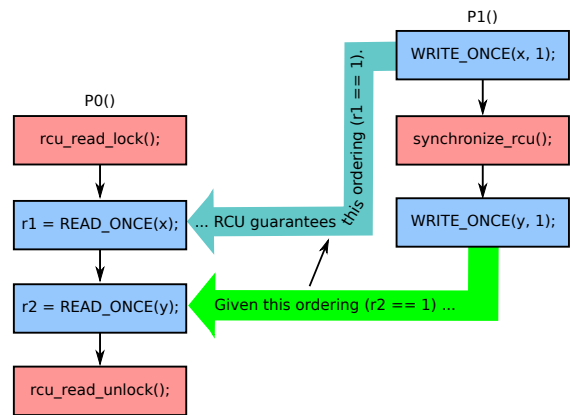 P1()
WRITE_ONCE(x, 1);
P0()
rcu_read_lock();
synchronize_rcu();
r1 = READ_ONCE(x);
... RCU guarantees
this ordering (r1 == 1).
WRITE_ONCE(y, 1);
r2 = READ_ONCE(y);
Given this ordering (r2 == 1) ...
rcu_read_unlock();